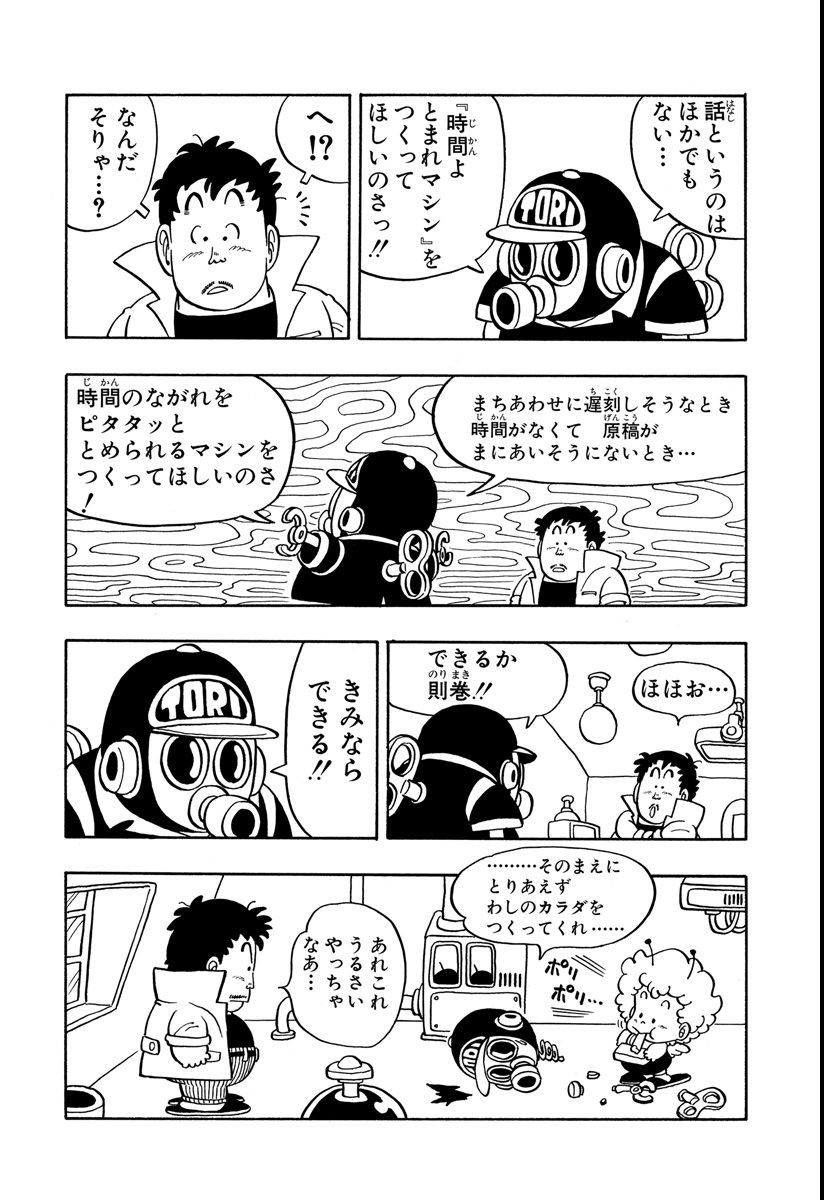 話というのは
ほかでも
ない…
『時間よ
とまれマシン』を
つくって
ほしいのさっ!!
TORI
へ!?
なんだ
そりゃ…?
まちあわせに遅刻しそうなとき
時間がなくて　原稿が
まにあいそうにないとき…
時間のながれを
ピタタッと
とめられるマシンを
つくってほしいのさ
!
ほほお…
できるか
則巻!!
きみなら
できる!!
TORI
………そのまえに
とりあえず
わしのカラダを
つくってくれ……
ポリ
ポリ…
あれこれ
うるさい
やっちゃ
なあ…